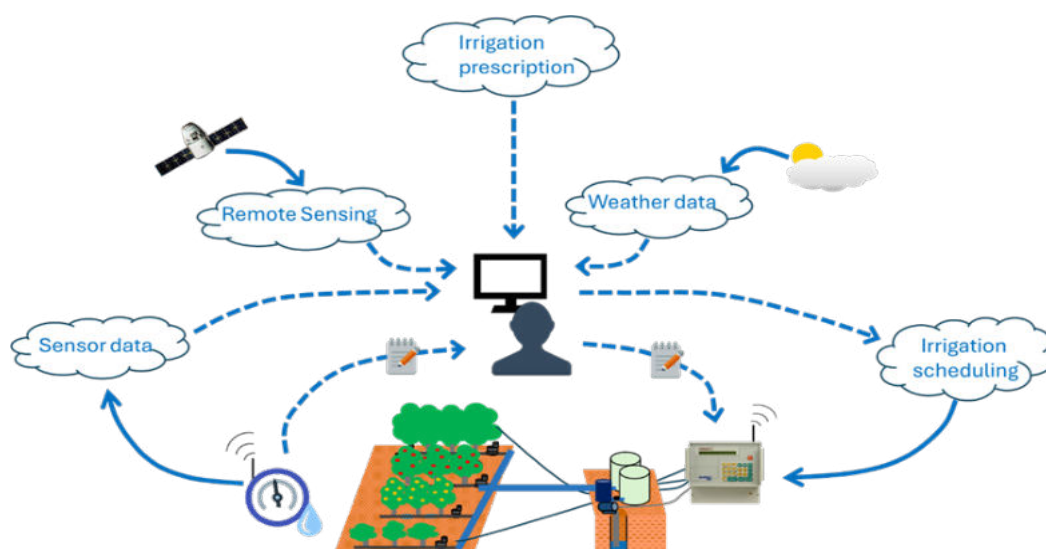 Irrigation
prescription
Remote Sensing
Weather data
Sensor data
Irrigation
scheduling